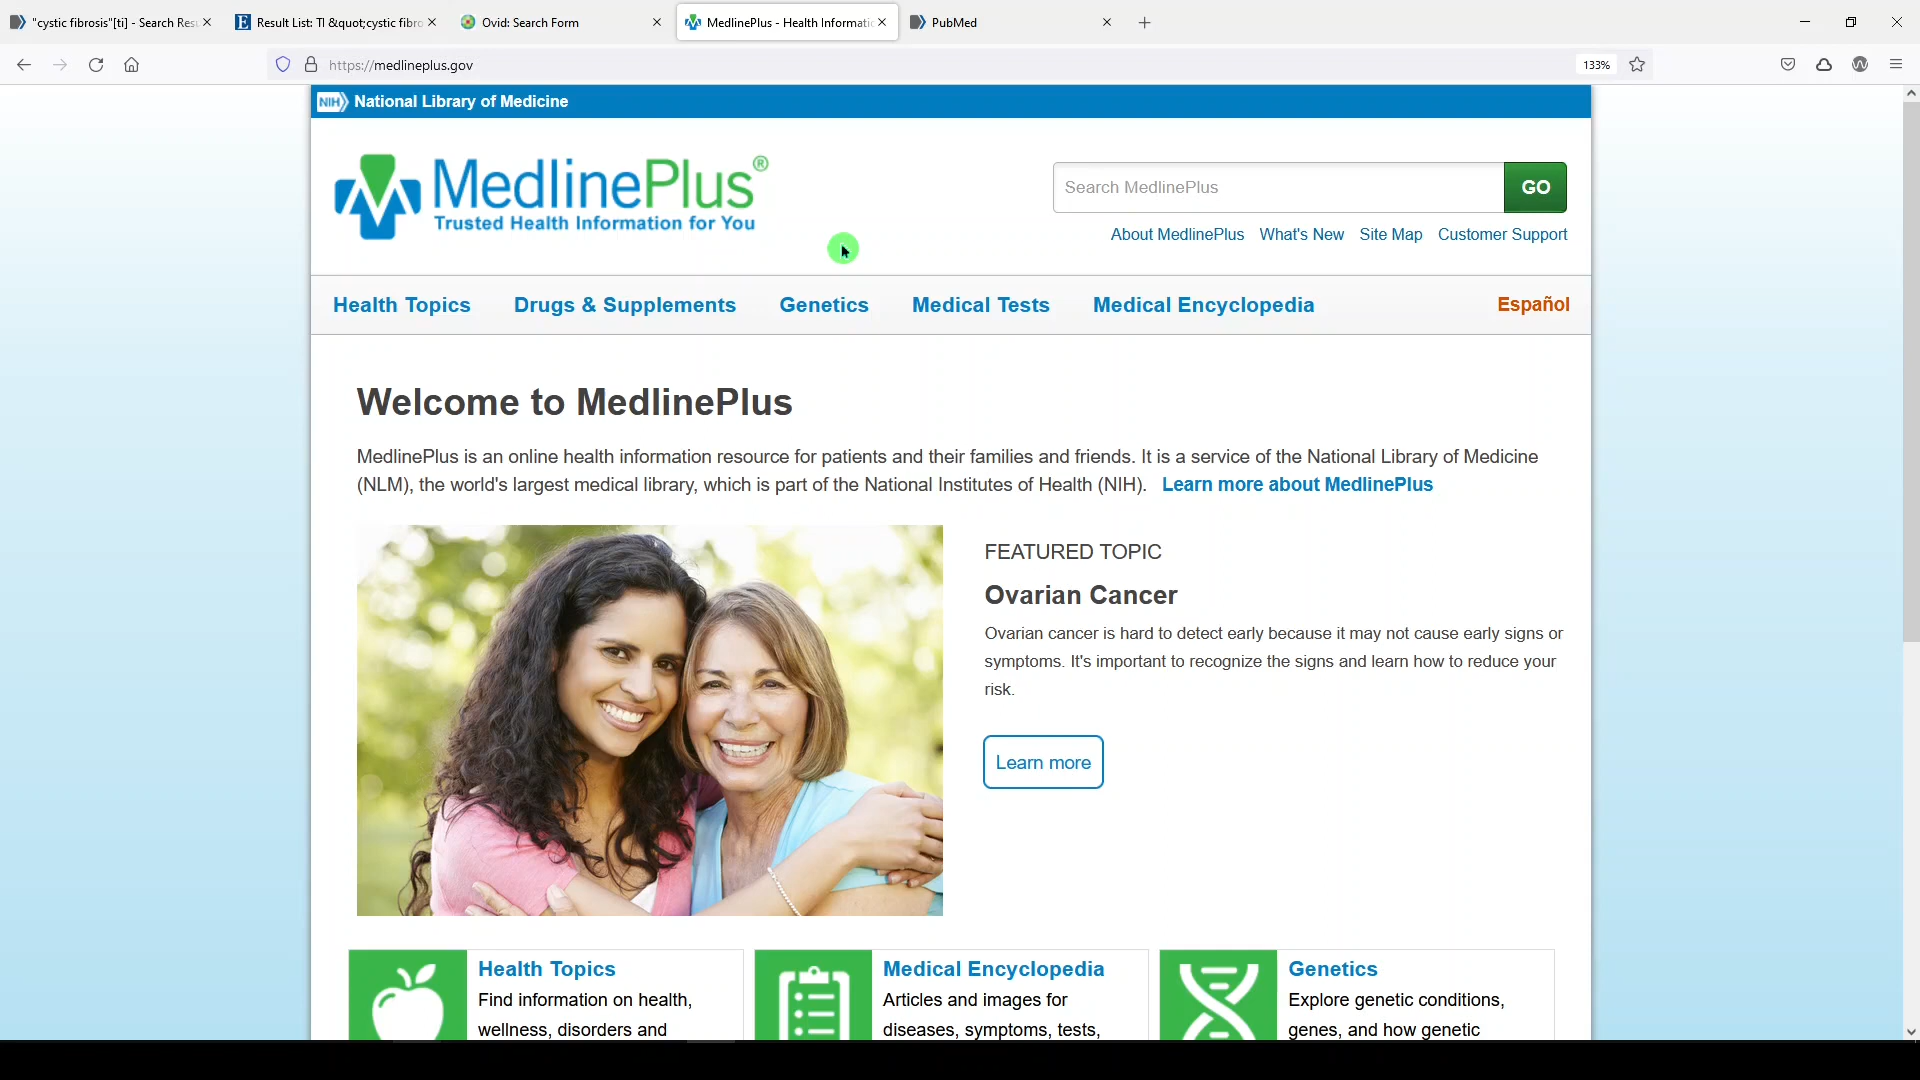 "cystic fibrosis"[ti] - Search Res
Result List: TI &quot;cystic fibro
Ovid: Search Form
MedlinePlus - Health Informatic
PubMed
https://medlineplus.gov
133%
NIH National Library of Medicine
MedlinePlus®
Trusted Health Information for You
Search MedlinePlus
GO
About MedlinePlus What's New Site Map Customer Support
Health Topics Drugs & Supplements Genetics Medical Tests Medical Encyclopedia Español
Welcome to MedlinePlus
MedlinePlus is an online health information resource for patients and their families and friends. It is a service of the National Library of Medicine
(NLM), the world's largest medical library, which is part of the National Institutes of Health (NIH). Learn more about MedlinePlus
FEATURED TOPIC
Ovarian Cancer
Ovarian cancer is hard to detect early because it may not cause early signs or
symptoms. It's important to recognize the signs and learn how to reduce your
risk.
Learn more
Health Topics
Find information on health,
wellness, disorders and
Medical Encyclopedia
Articles and images for
diseases, symptoms, tests,
Genetics
Explore genetic conditions,
genes, and how genetic